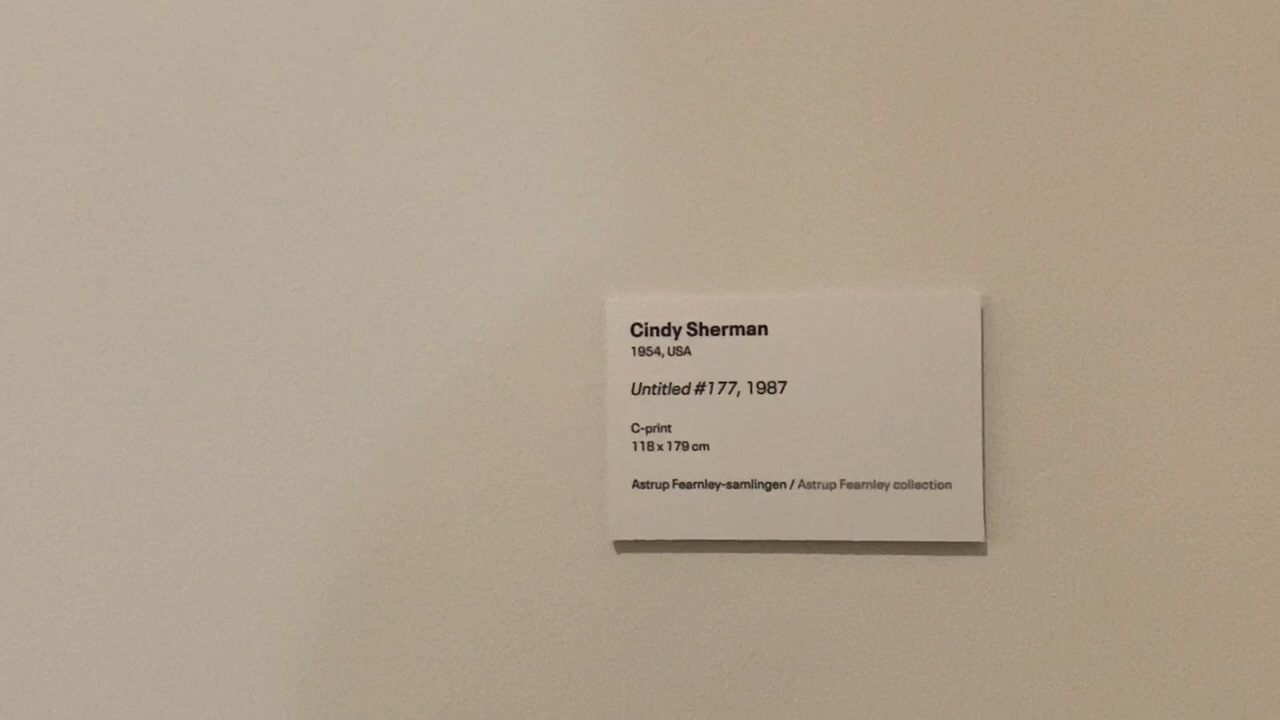 Cindy Sherman
1954, USA
Untitled #177, 1987
C-print
118 x 179 cm
Astrup Fearnley-samlingen / Astrup Fearnley collection